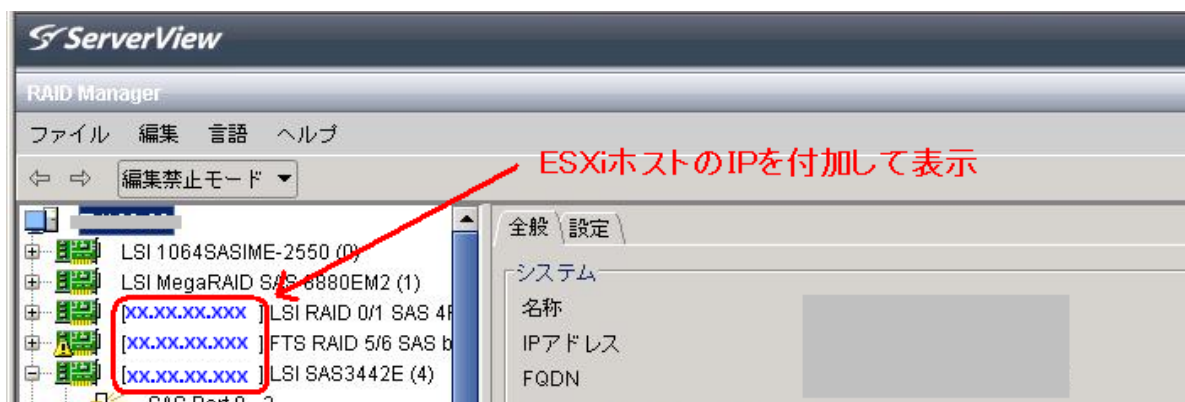 ServerView
RAID Manager
ファイル 編集 言語 ヘルプ
ESXiホストのIPを付加して表示
編集禁止モード
全般 設定
LSI 1064SASIME-2550 (0)
LSI MegaRAID SAS 8880EM2 (1)
[xx.xx.xx.xxx ] LSI RAID 0/1 SAS
[xx.xx.xx.xxx ] FTS RAID 5/6 SAS
[xx.xx.xx.xxx ] LSI SAS3442E (4)
システム
名称
IPアドレス
FQDN